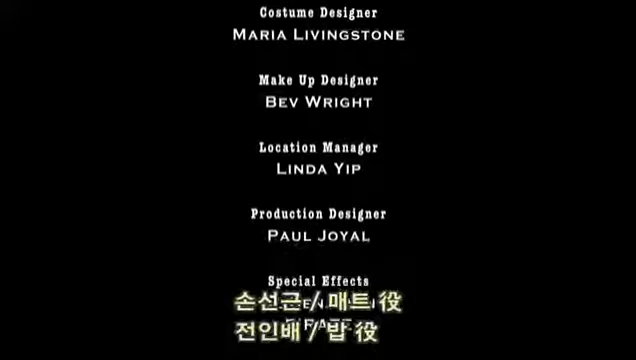 Costume Designer
MARIA LIVINGSTONE
Make Up Designer
BEV WRIGHT
Location Manager
LINDA YIP
Production Designer
PAUL JOYAL
Special Effects
손선근 / 매트 役
전인배 / 밥 役